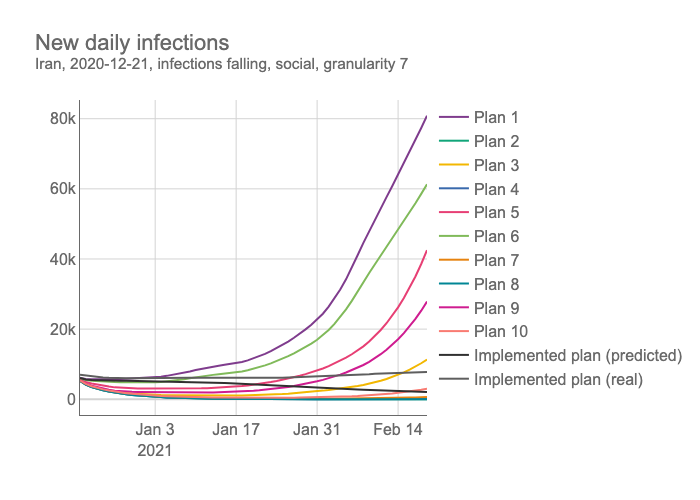 New daily infections
Iran, 2020-12-21, infections falling, social, granularity 7
80k
60k
40k
20k
0
Jan 3
2021
Jan 17
Jan 31
Feb 14
Plan 1
Plan 2
Plan 3
Plan 4
Plan 5
Plan 6
Plan 7
Plan 8
Plan 9
Plan 10
Implemented plan (predicted)
Implemented plan (real)